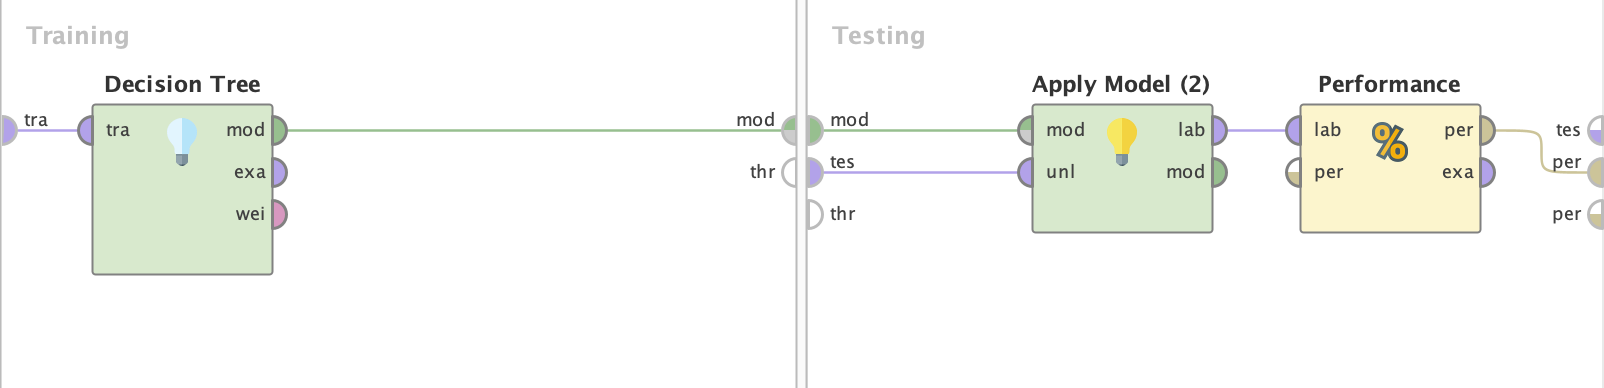 Training
Decision Tree
tra
tra
mod
exa
wei
mod
thr
Testing
mod
tes
thr
Apply Model (2)
mod
unl
lab
mod
Performance
%
lab
per
per
exa
tes
per
per